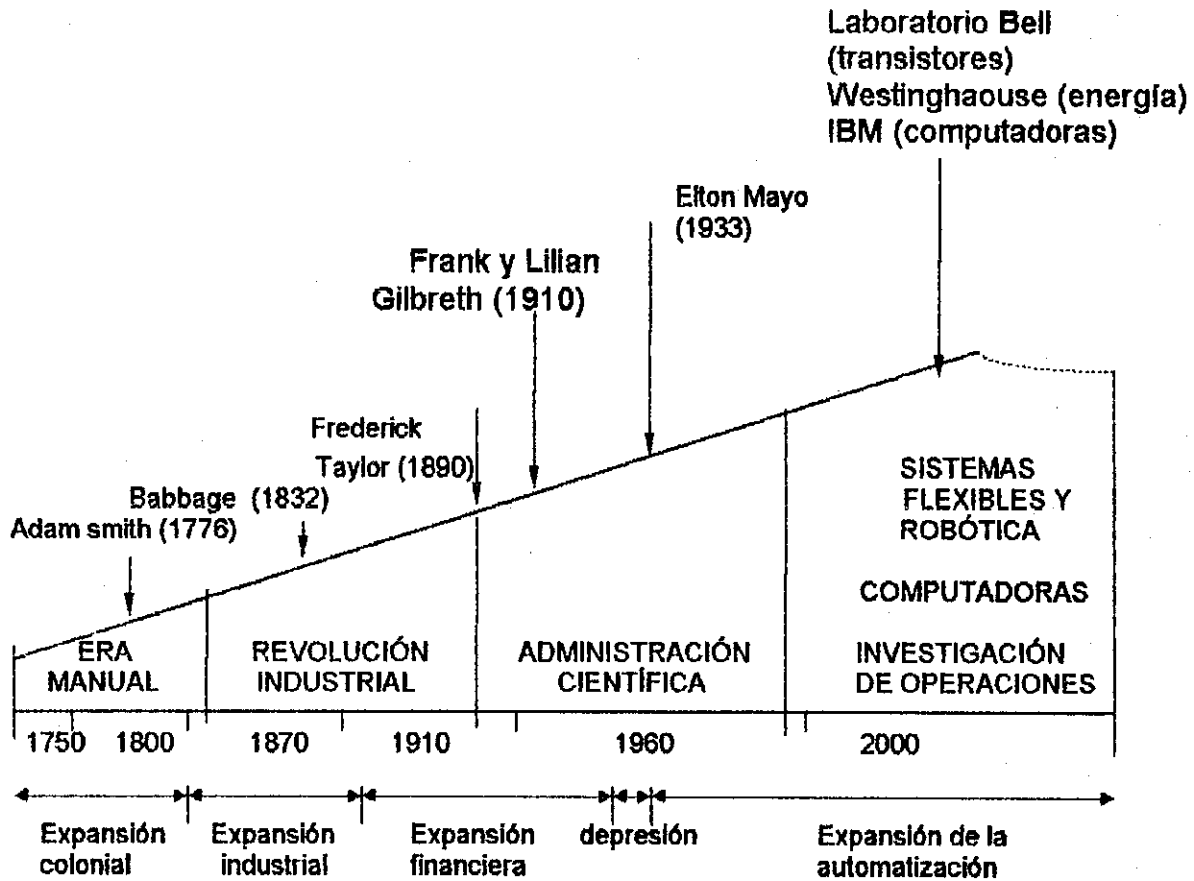 Laboratorio Bell
(transistores)
Westinghaouse (energía)
IBM (computadoras)
Elton Mayo
(1933)
Frank y Lilian
Gilbreth (1910)
Frederick
Taylor (1890)
Babbage (1832)
Adam smith (1776)
ERA
MANUAL
REVOLUCIÓN
INDUSTRIAL
ADMINISTRACIÓN
CIENTÍFICA
SISTEMAS
FLEXIBLES Y
ROBÓTICA
COMPUTADORAS
INVESTIGACIÓN
DE OPERACIONES
1750 1800 1870 1910 1960 2000
Expansión
colonial
Expansión
industrial
Expansión
financiera
depresión
Expansión de la
automatización